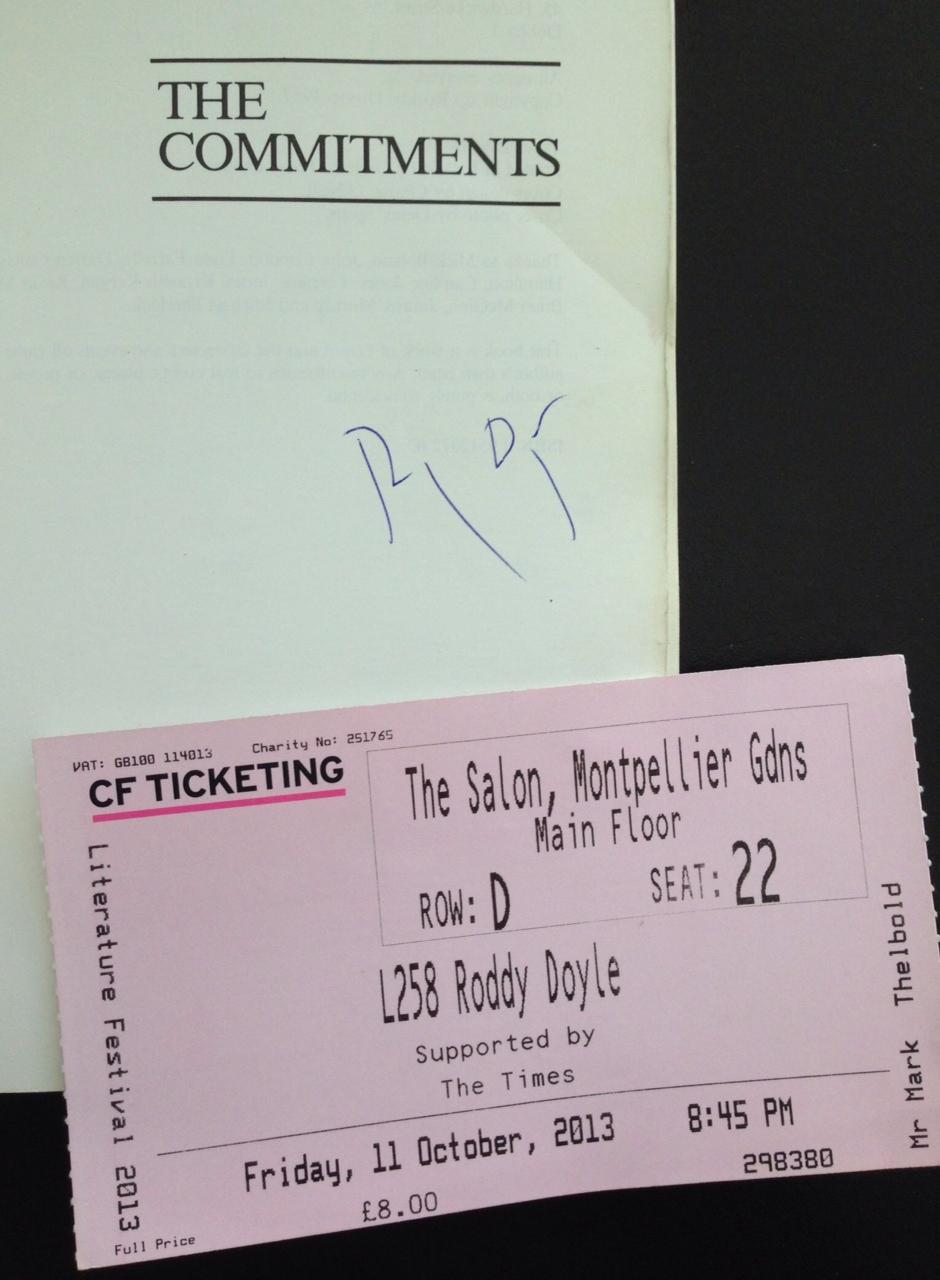 THE
COMMITMENTS
VAT: GB100 114013 Charity No: 251765
CF TICKETING
Literature Festival 2013
Full Price
The Salon, Montpellier Gdns
Main Floor
ROW: D SEAT: 22
L258 Roddy Doyle
Supported by
The Times
Friday, 11 October, 2013 8:45 PM
£8.00 298380
Mr Mark Thelbold